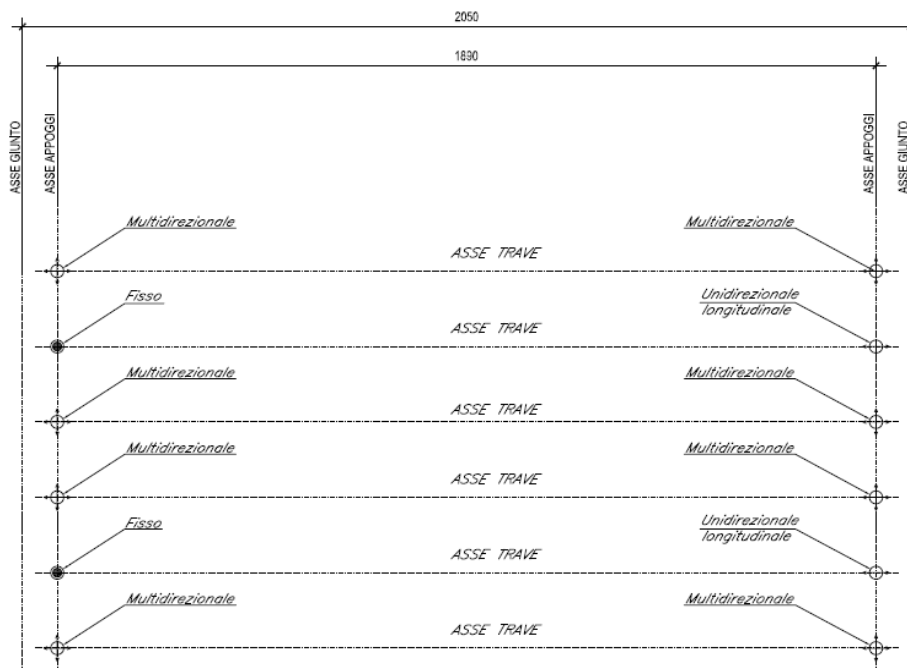 2050
1890
ASSE GIUNTO
ASSE APPOGGI
ASSE APPOGGI
ASSE GIUNTO
Multidirezionale
ASSE TRAVE
Multidirezionale
Fisso
ASSE TRAVE
Unidirezionale
longitudinale
Multidirezionale
ASSE TRAVE
Multidirezionale
Multidirezionale
ASSE TRAVE
Multidirezionale
Fisso
ASSE TRAVE
Unidirezionale
longitudinale
Multidirezionale
ASSE TRAVE
Multidirezionale